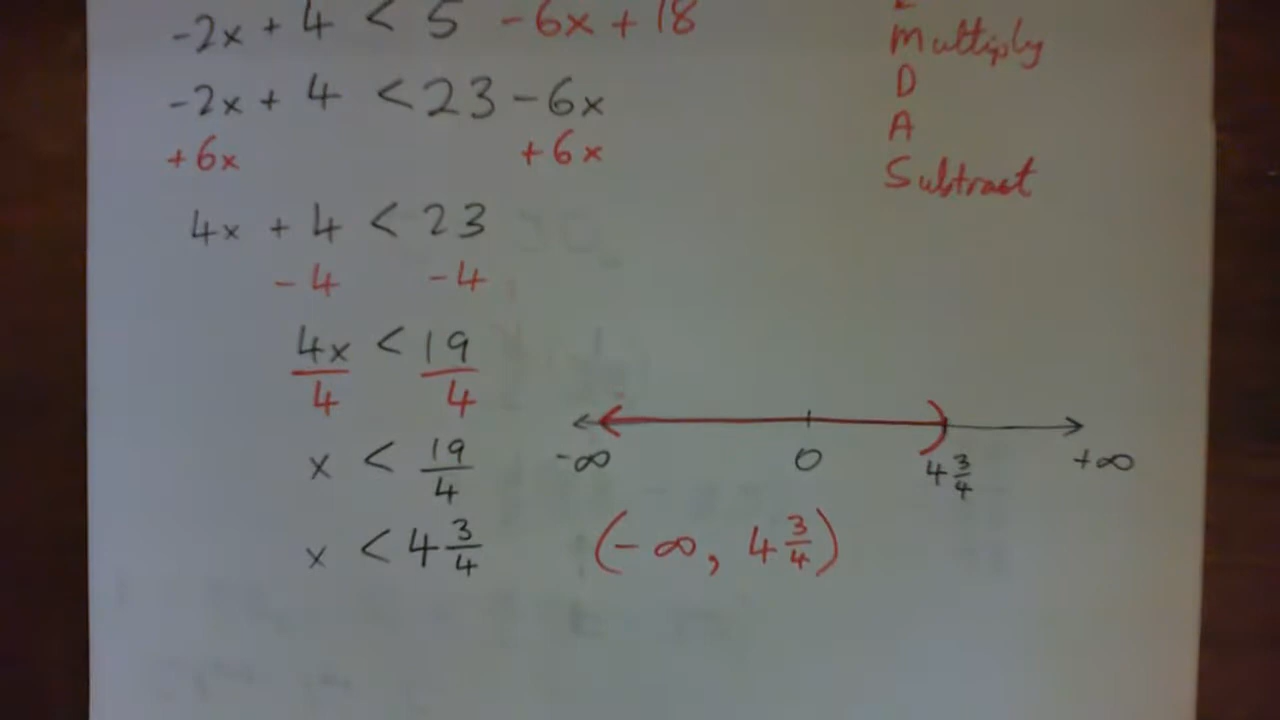 -2x + 4 < 5 - 6x + 18
-2x + 4 < 23 - 6x
+6x +6x
4x + 4 < 23
-4 -4
4x/4 < 19/4
x < 19/4
x < 4 3/4
Multiply
D
A
Subtract
-∞ 0 4 3/4 +∞
(-∞, 4 3/4)